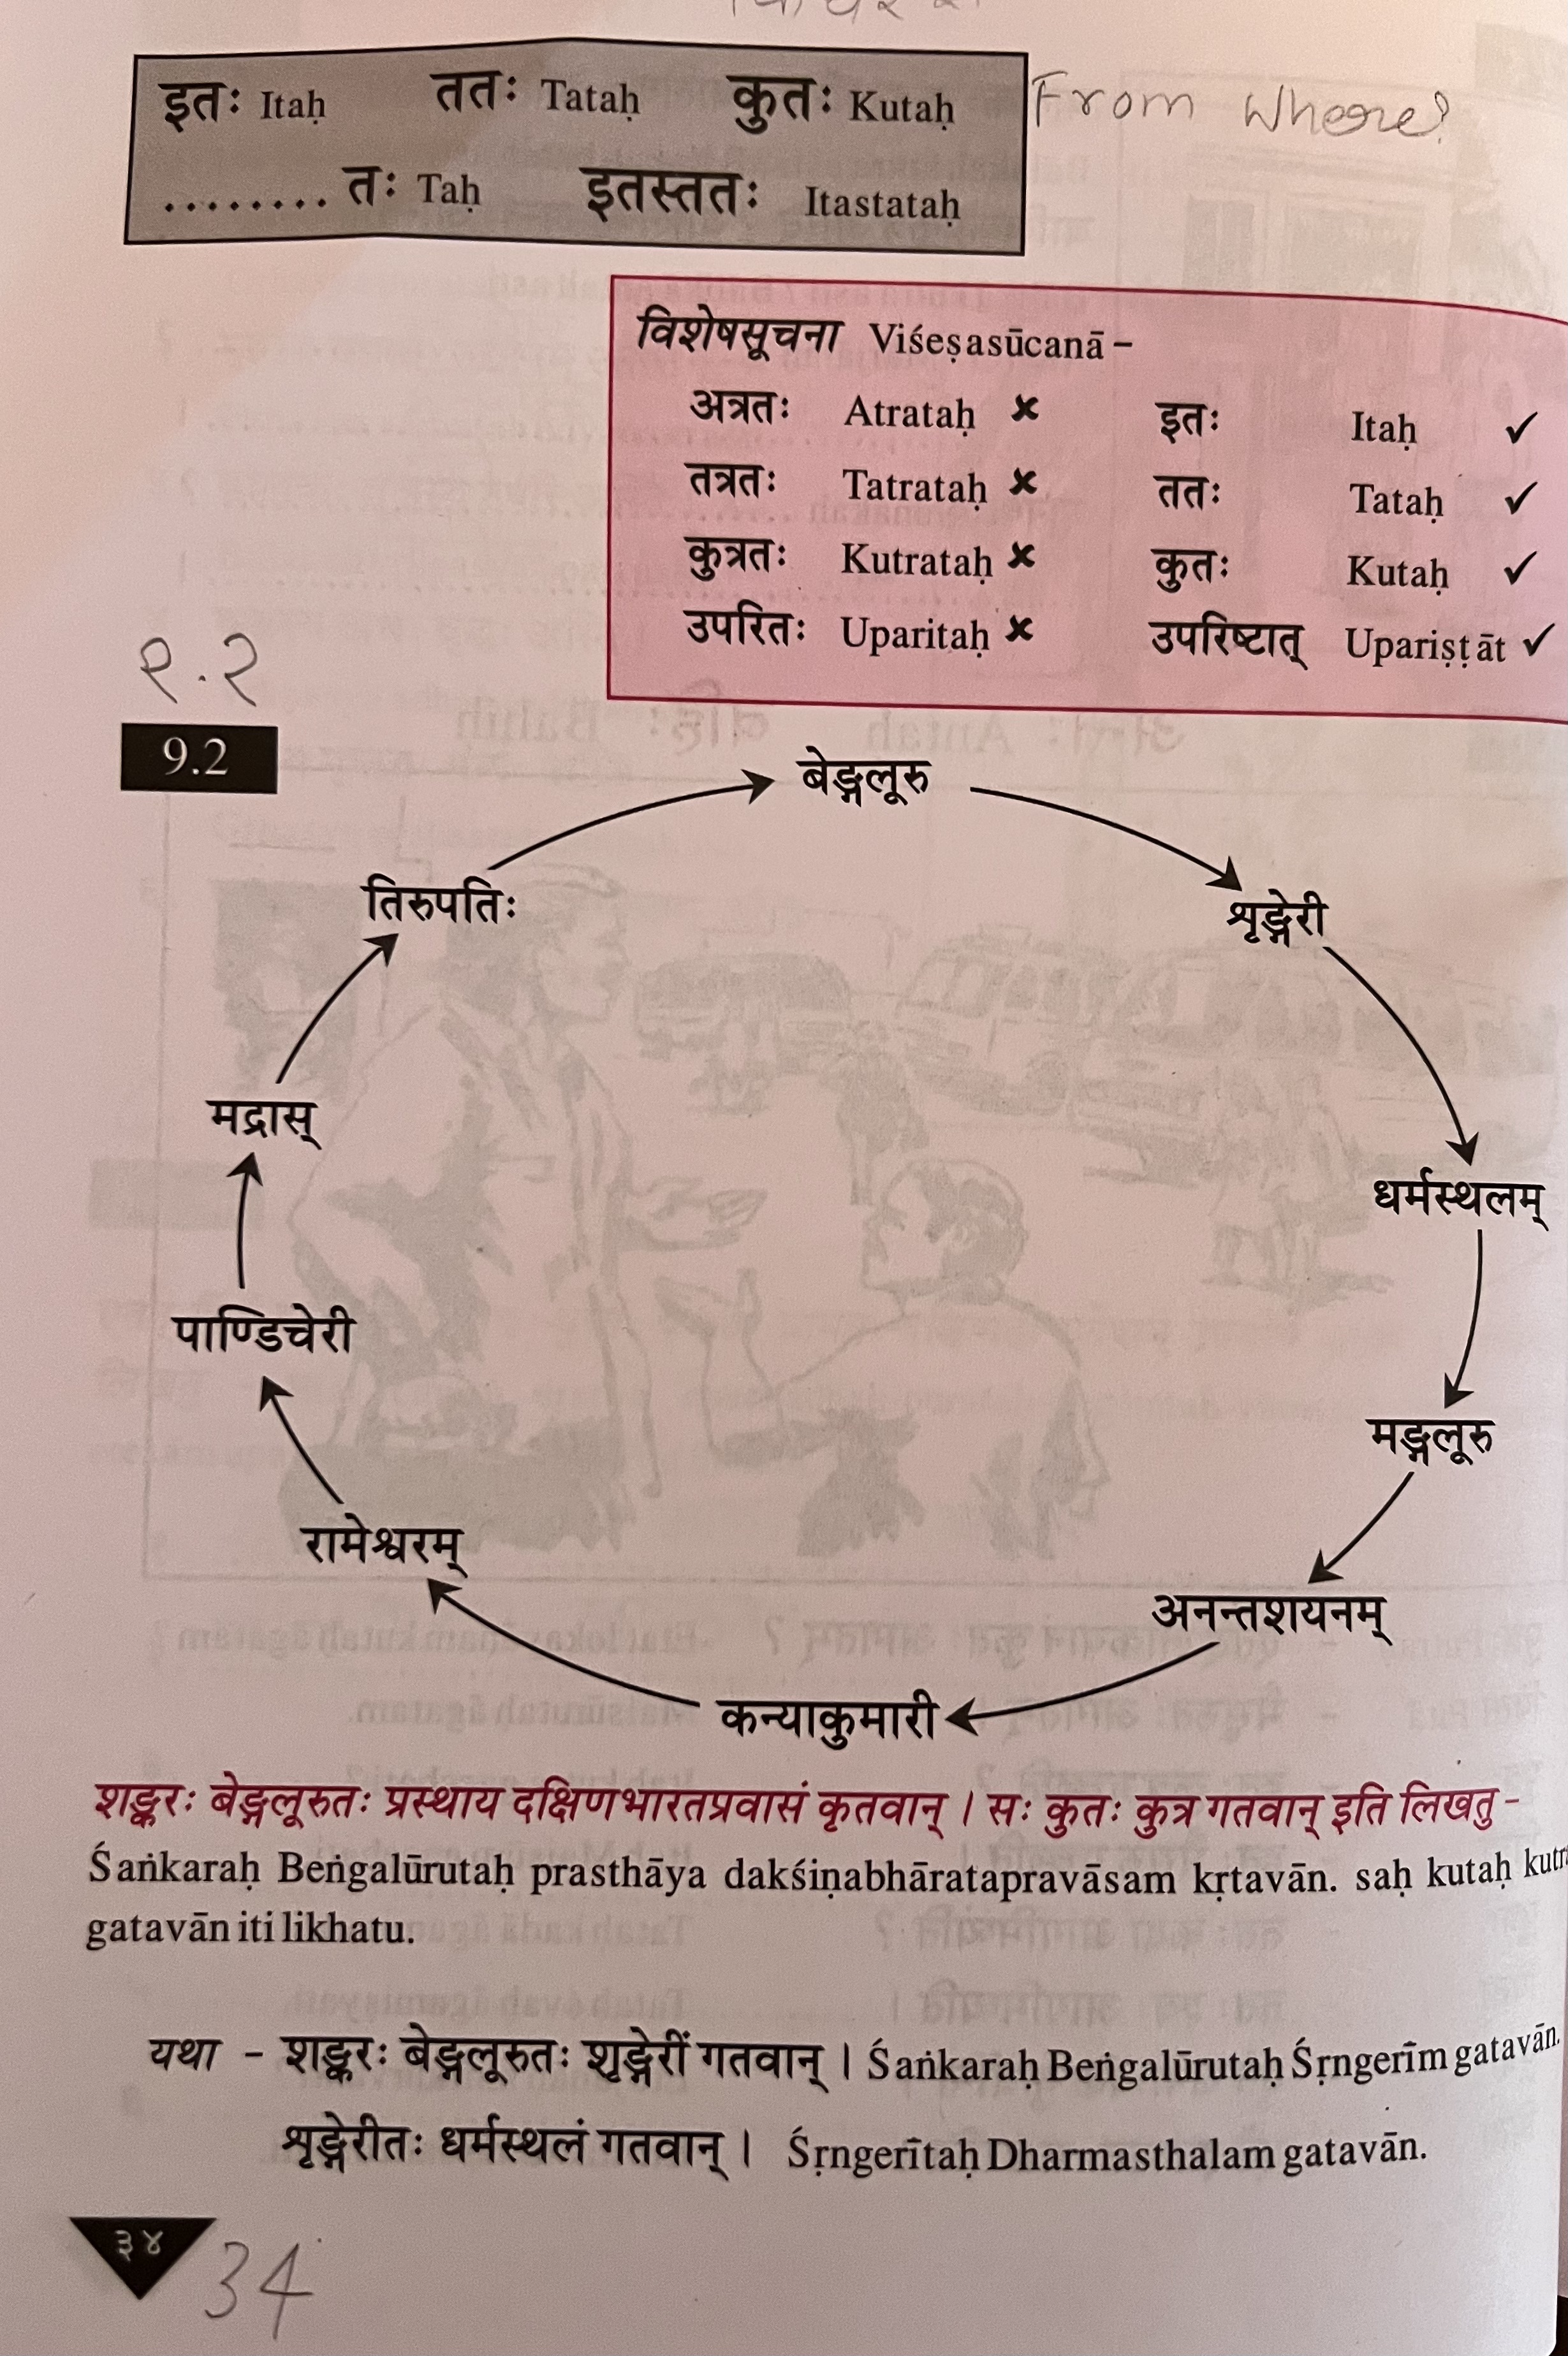 इतः Itaḥ ततः Tataḥ कुतः Kutaḥ From Where?
........ तः Taḥ इतस्ततः Itastataḥ
विशेषसूचना Viśeṣasūcanā –
अत्रतः Atrataḥ ✘ इतः Itaḥ ✓
तत्रतः Tatrataḥ ✘ ततः Tataḥ ✓
कुत्रतः Kutrataḥ ✘ कुतः Kutaḥ ✓
उपरितः Uparitaḥ ✘ उपरिष्टात् Upariṣṭāt ✓
९.२
9.2
बेङ्गलूरु
शृङ्गेरी
धर्मस्थलम्
मङ्गलूरु
अनन्तशयनम्
कन्याकुमारी
रामेश्वरम्
पाण्डिचेरी
मद्रास्
तिरुपतिः
शङ्करः बेङ्गलूरुतः प्रस्थाय दक्षिणभारतप्रवासं कृतवान् । सः कुतः कुत्र गतवान् इति लिखतु –
Śaṅkaraḥ Beṅgalūrutaḥ prasthāya dakśiṇabhāratapravāsam kṛtavān. saḥ kutaḥ
gatavān iti likhatu.
यथा – शङ्करः बेङ्गलूरुतः शृङ्गेरीं गतवान् । Śaṅkaraḥ Beṅgalūrutaḥ Śṛngerīm gatavān.
शृङ्गेरीतः धर्मस्थलं गतवान् । Śṛngerītaḥ Dharmasthalam gatavān.
३४ 34